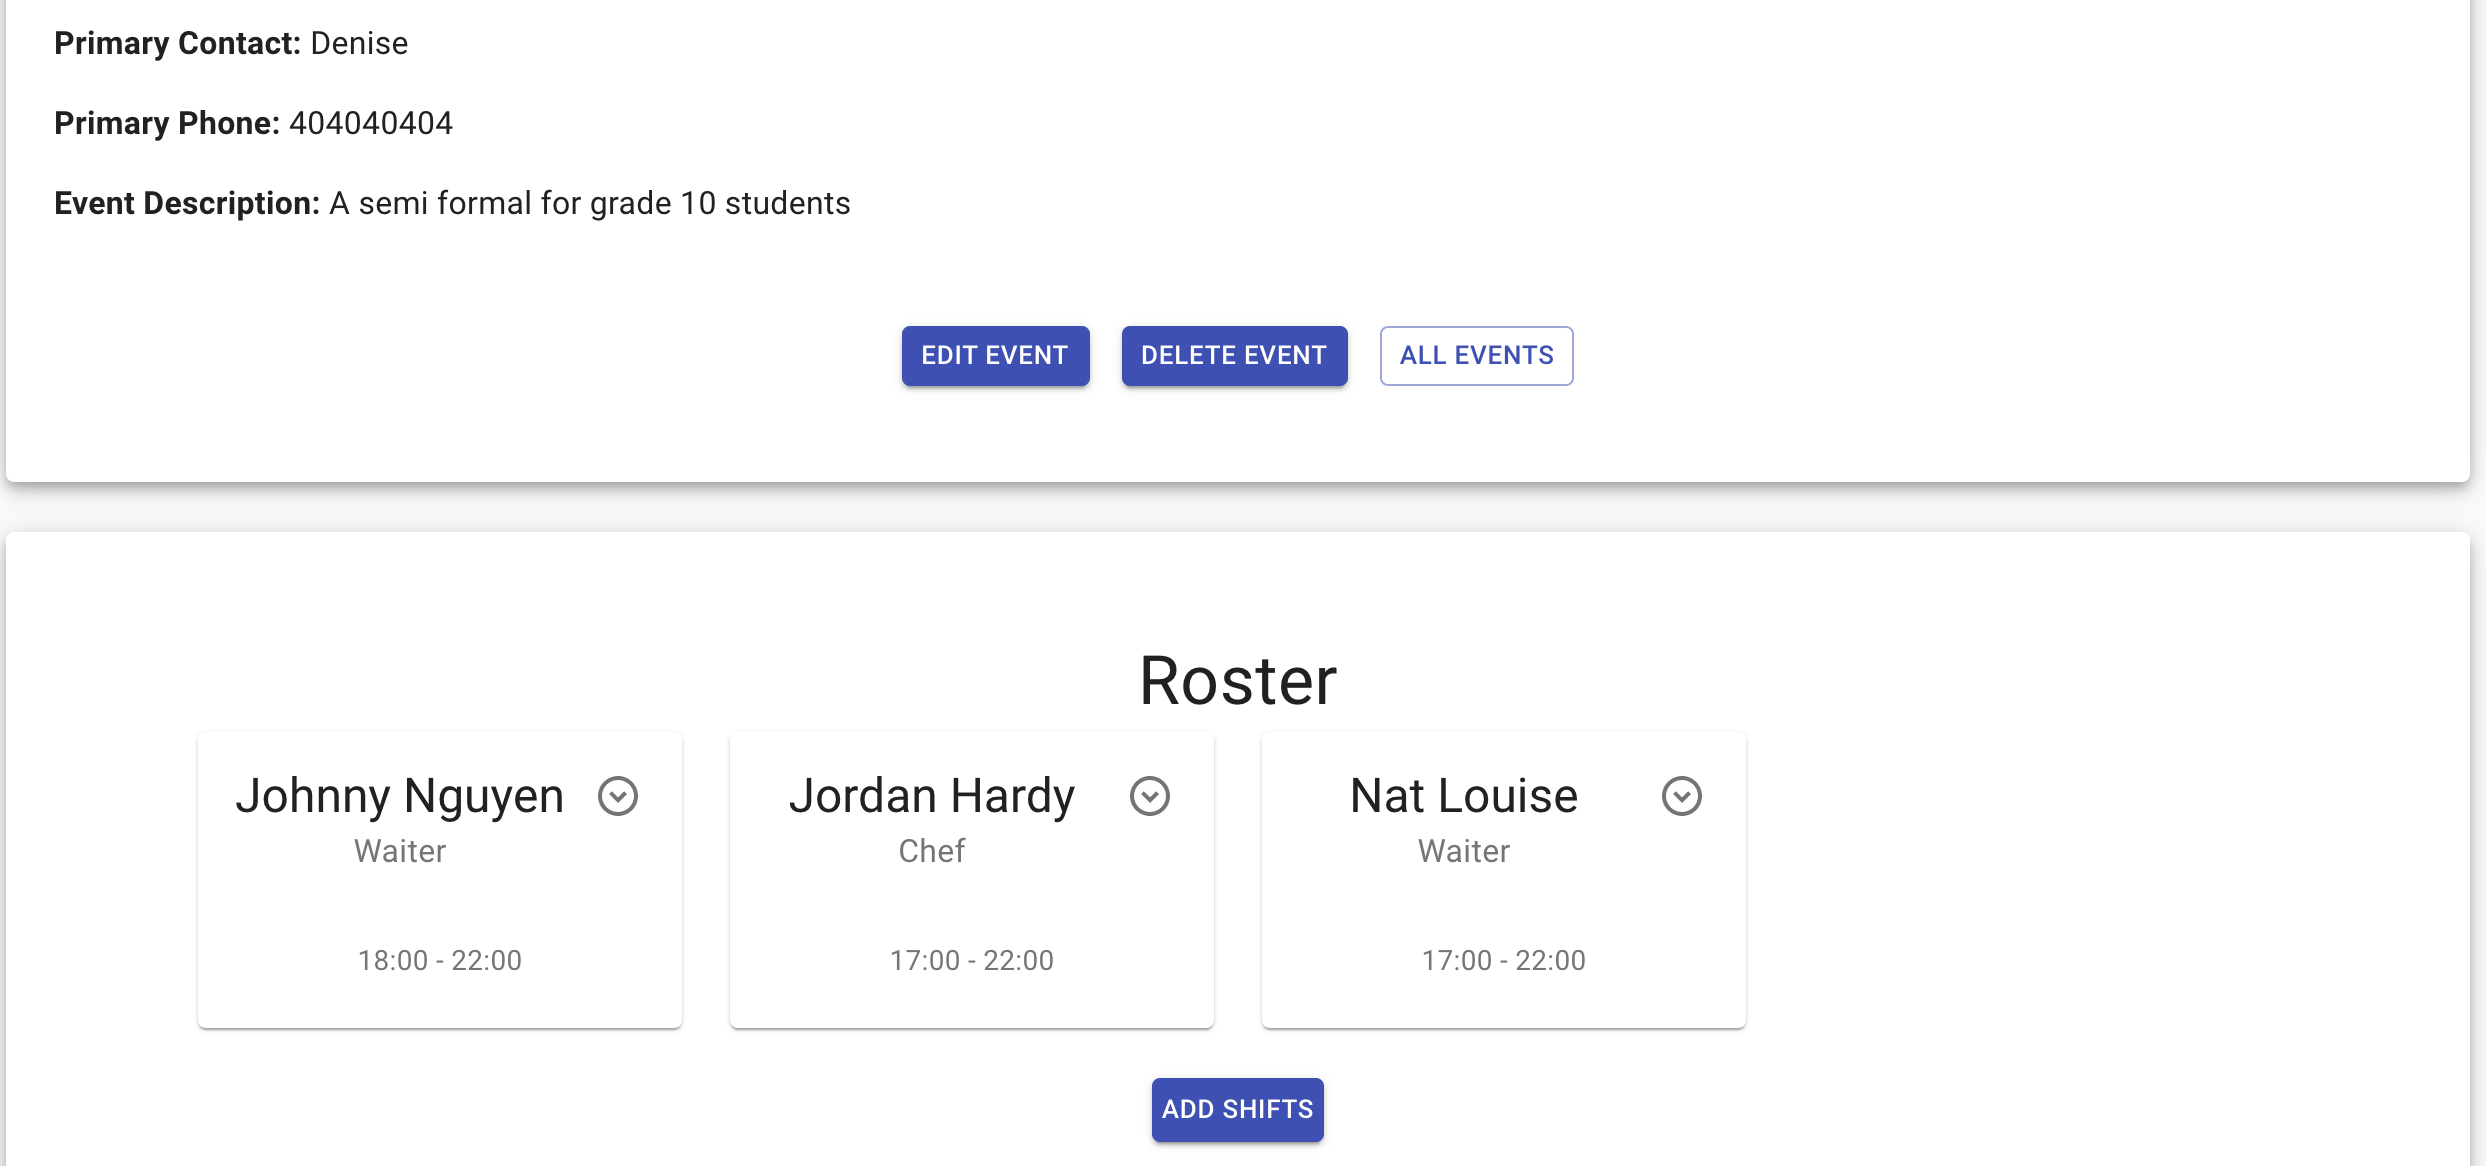 Primary Contact: Denise
Primary Phone: 404040404
Event Description: A semi formal for grade 10 students
EDIT EVENT
DELETE EVENT
ALL EVENTS
Roster
Johnny Nguyen
Waiter
18:00 - 22:00
Jordan Hardy
Chef
17:00 - 22:00
Nat Louise
Waiter
17:00 - 22:00
ADD SHIFTS